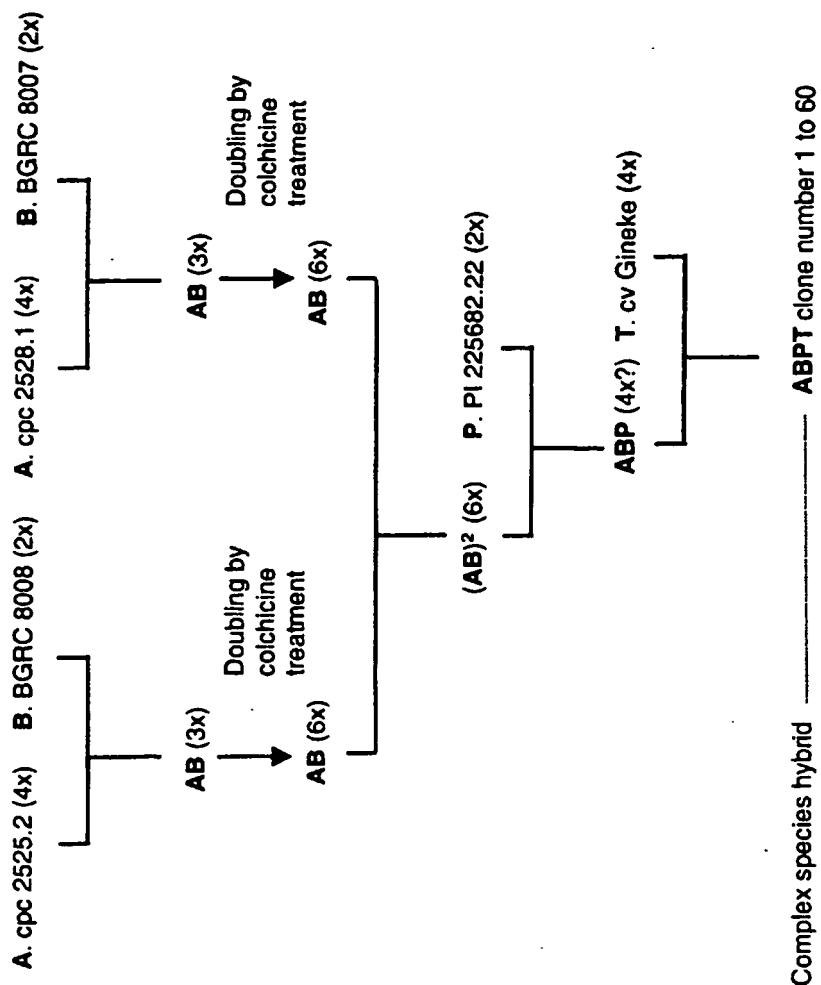 A. cpc 2525.2 (4x) B. BGRC 8008 (2x) A. cpc 2528.1 (4x) B. BGRC 8007 (2x)
AB (3x)
Doubling by
colchicine
treatment
AB (6x)
AB (3x)
Doubling by
colchicine
treatment
AB (6x)
(AB)² (6x) P. PI 225682.22 (2x)
ABP (4x?) T. cv Gineke (4x)
Complex species hybrid ABPT clone number 1 to 60